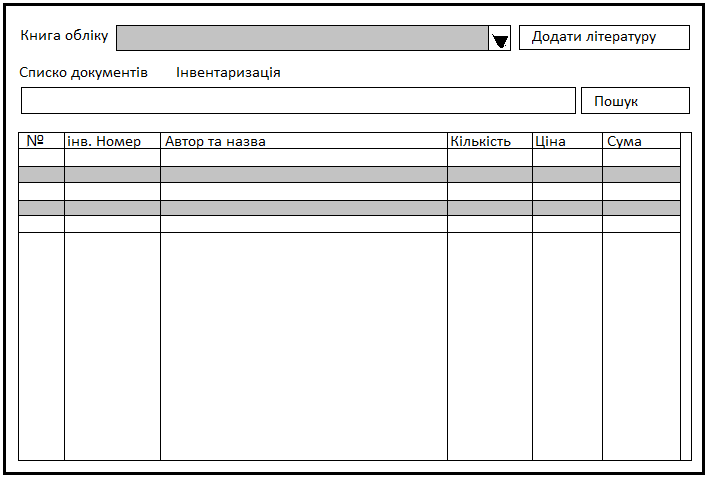 Книга обліку Додати літературу
Списко документів Інвентаризація
Пошук
№ інв. Номер Автор та назва Кількість Ціна Сума